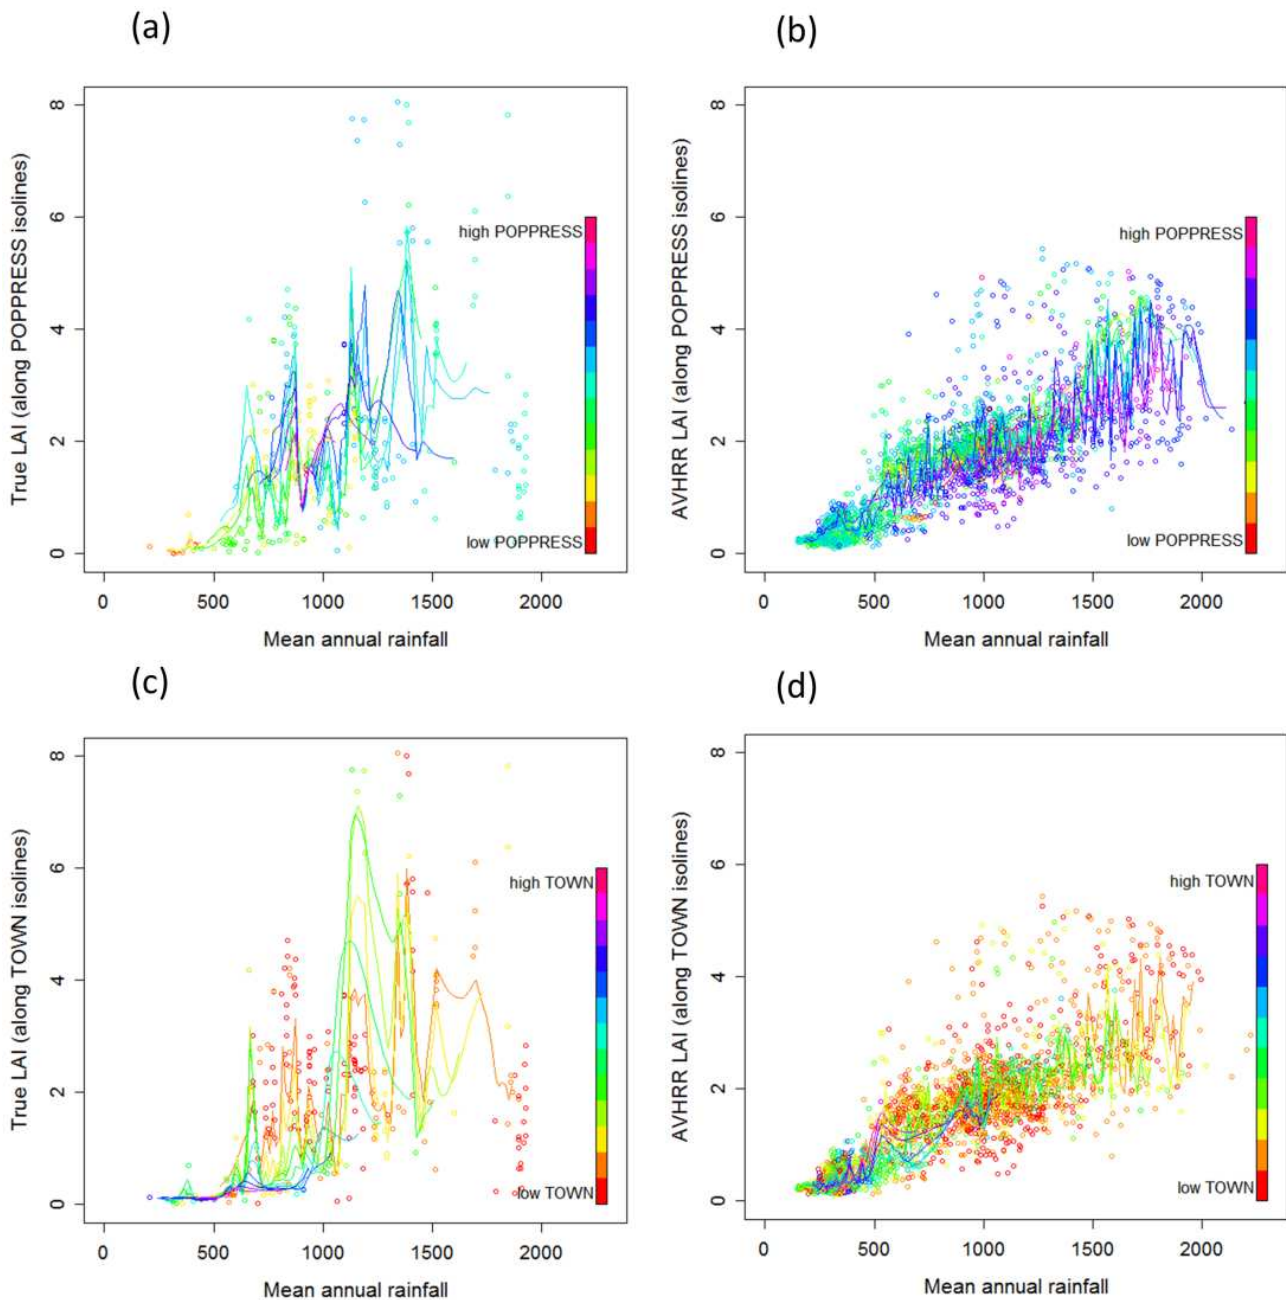 (a)
True LAI (along POPPRESS isolines)
8
6
4
2
0
high POPPRESS
low POPPRESS
0 500 1000 1500 2000
Mean annual rainfall
(b)
AVHRR LAI (along POPPRESS isolines)
8
6
4
2
0
high POPPRESS
low POPPRESS
0 500 1000 1500 2000
Mean annual rainfall
(c)
True LAI (along TOWN isolines)
8
6
4
2
0
high TOWN
low TOWN
0 500 1000 1500 2000
Mean annual rainfall
(d)
AVHRR LAI (along TOWN isolines)
8
6
4
2
0
high TOWN
low TOWN
0 500 1000 1500 2000
Mean annual rainfall